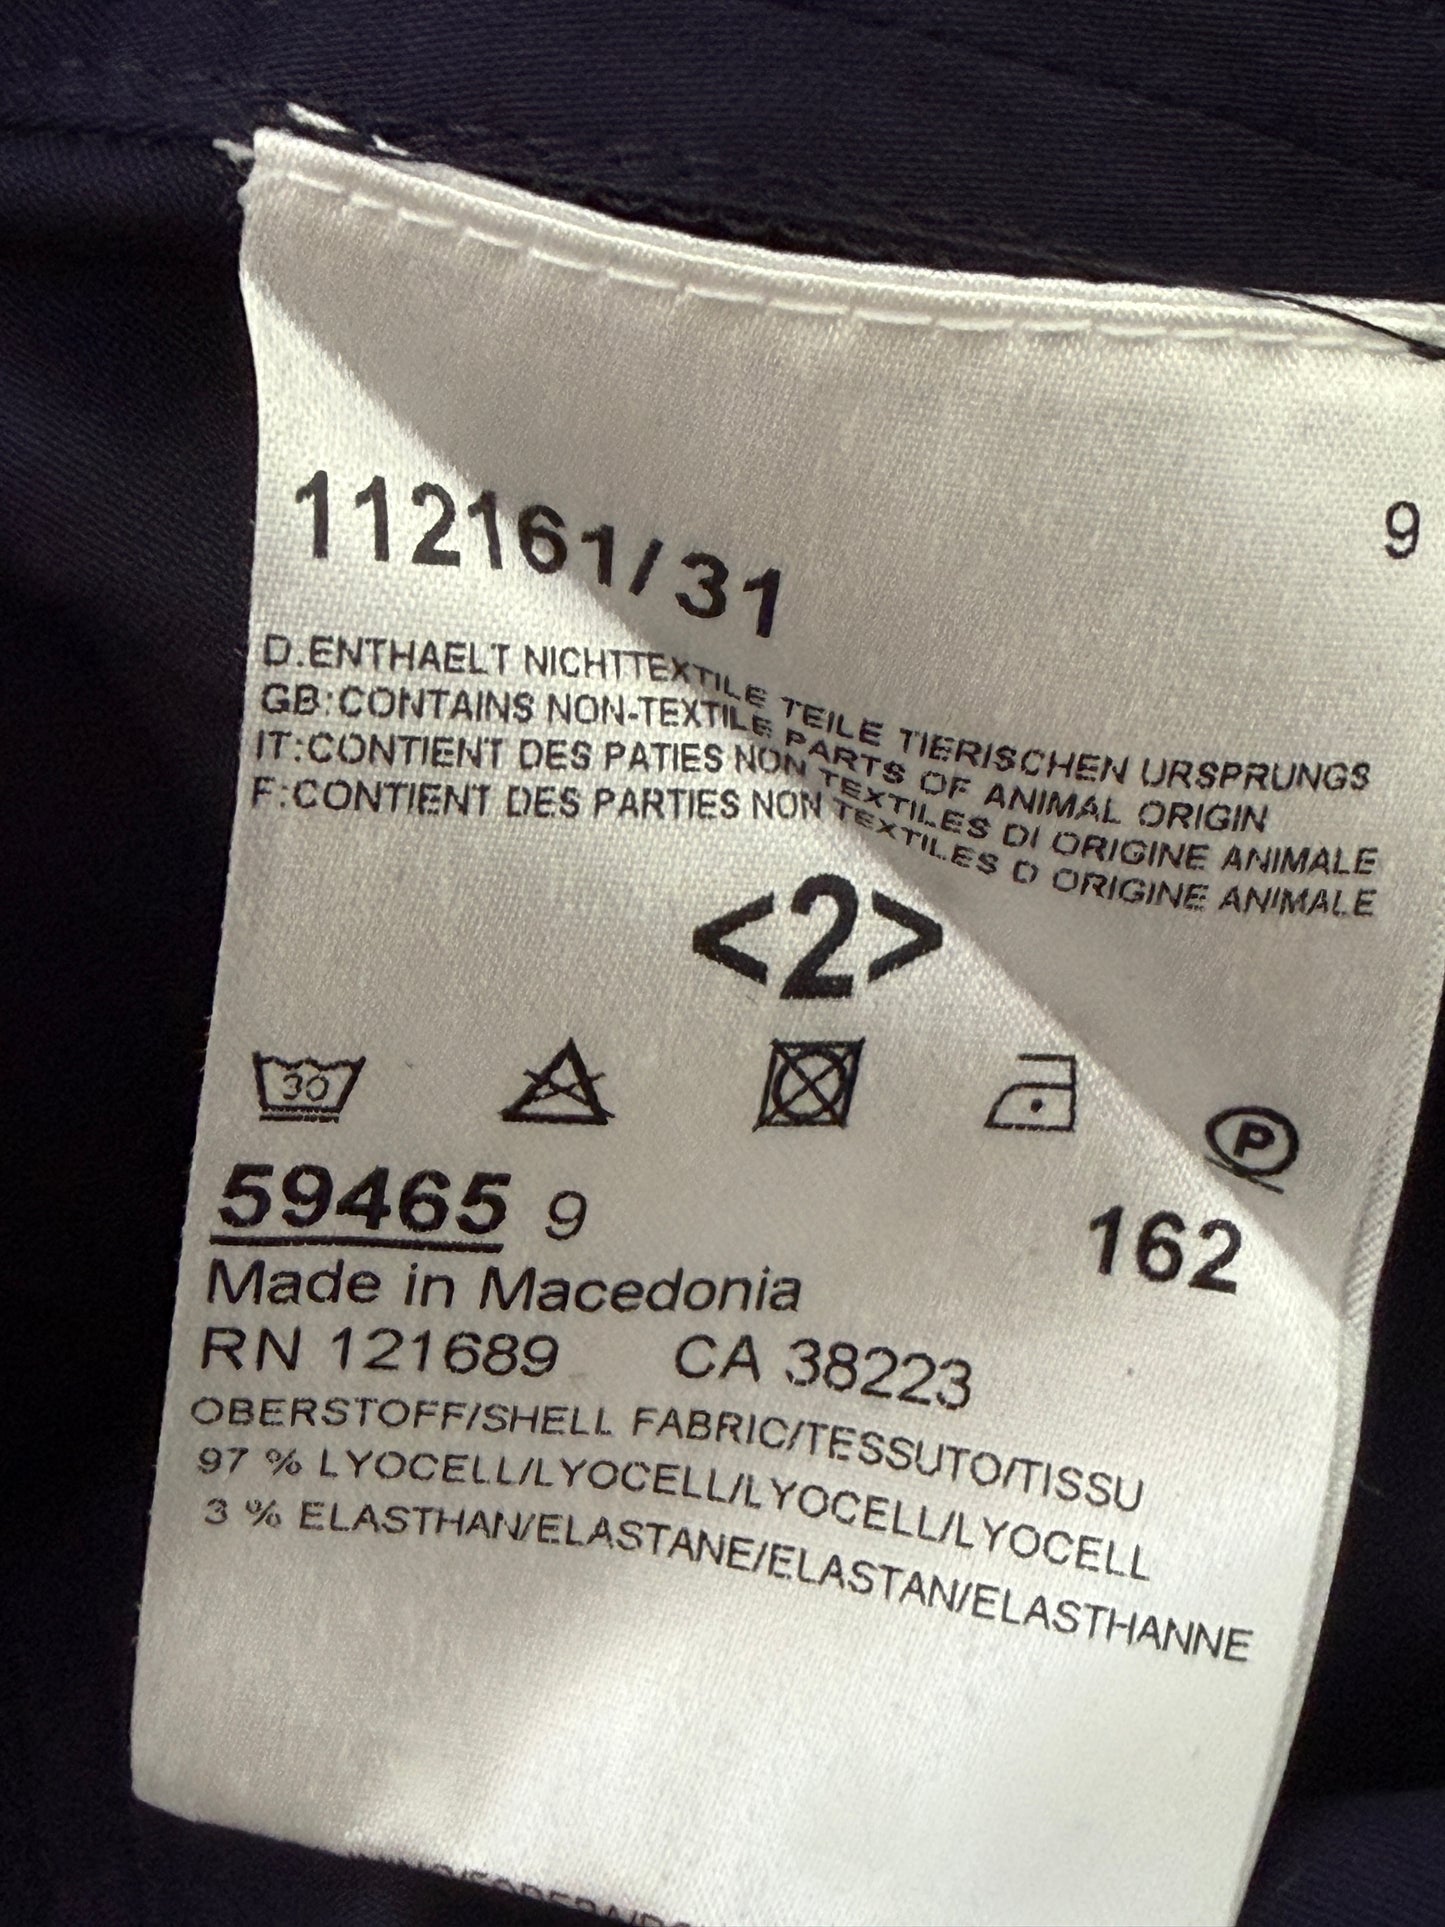 112161/31 9
D.ENTHAELT NICHTTEXTILE TEILE TIERISCHEN URSPRUNGS
GB:CONTAINS NON-TEXTILE PARTS OF ANIMAL ORIGIN
IT:CONTIENT DES PATIES NON TEXTILES DI ORIGINE ANIMALE
F:CONTIENT DES PARTIES NON TEXTILES D ORIGINE ANIMALE
<2>
30 P
59465 9 162
Made in Macedonia
RN 121689 CA 38223
OBERSTOFF/SHELL FABRIC/TESSUTO/TISSU
97 % LYOCELL/LYOCELL/LYOCELL/LYOCELL
3 % ELASTHAN/ELASTANE/ELASTAN/ELASTHANNE